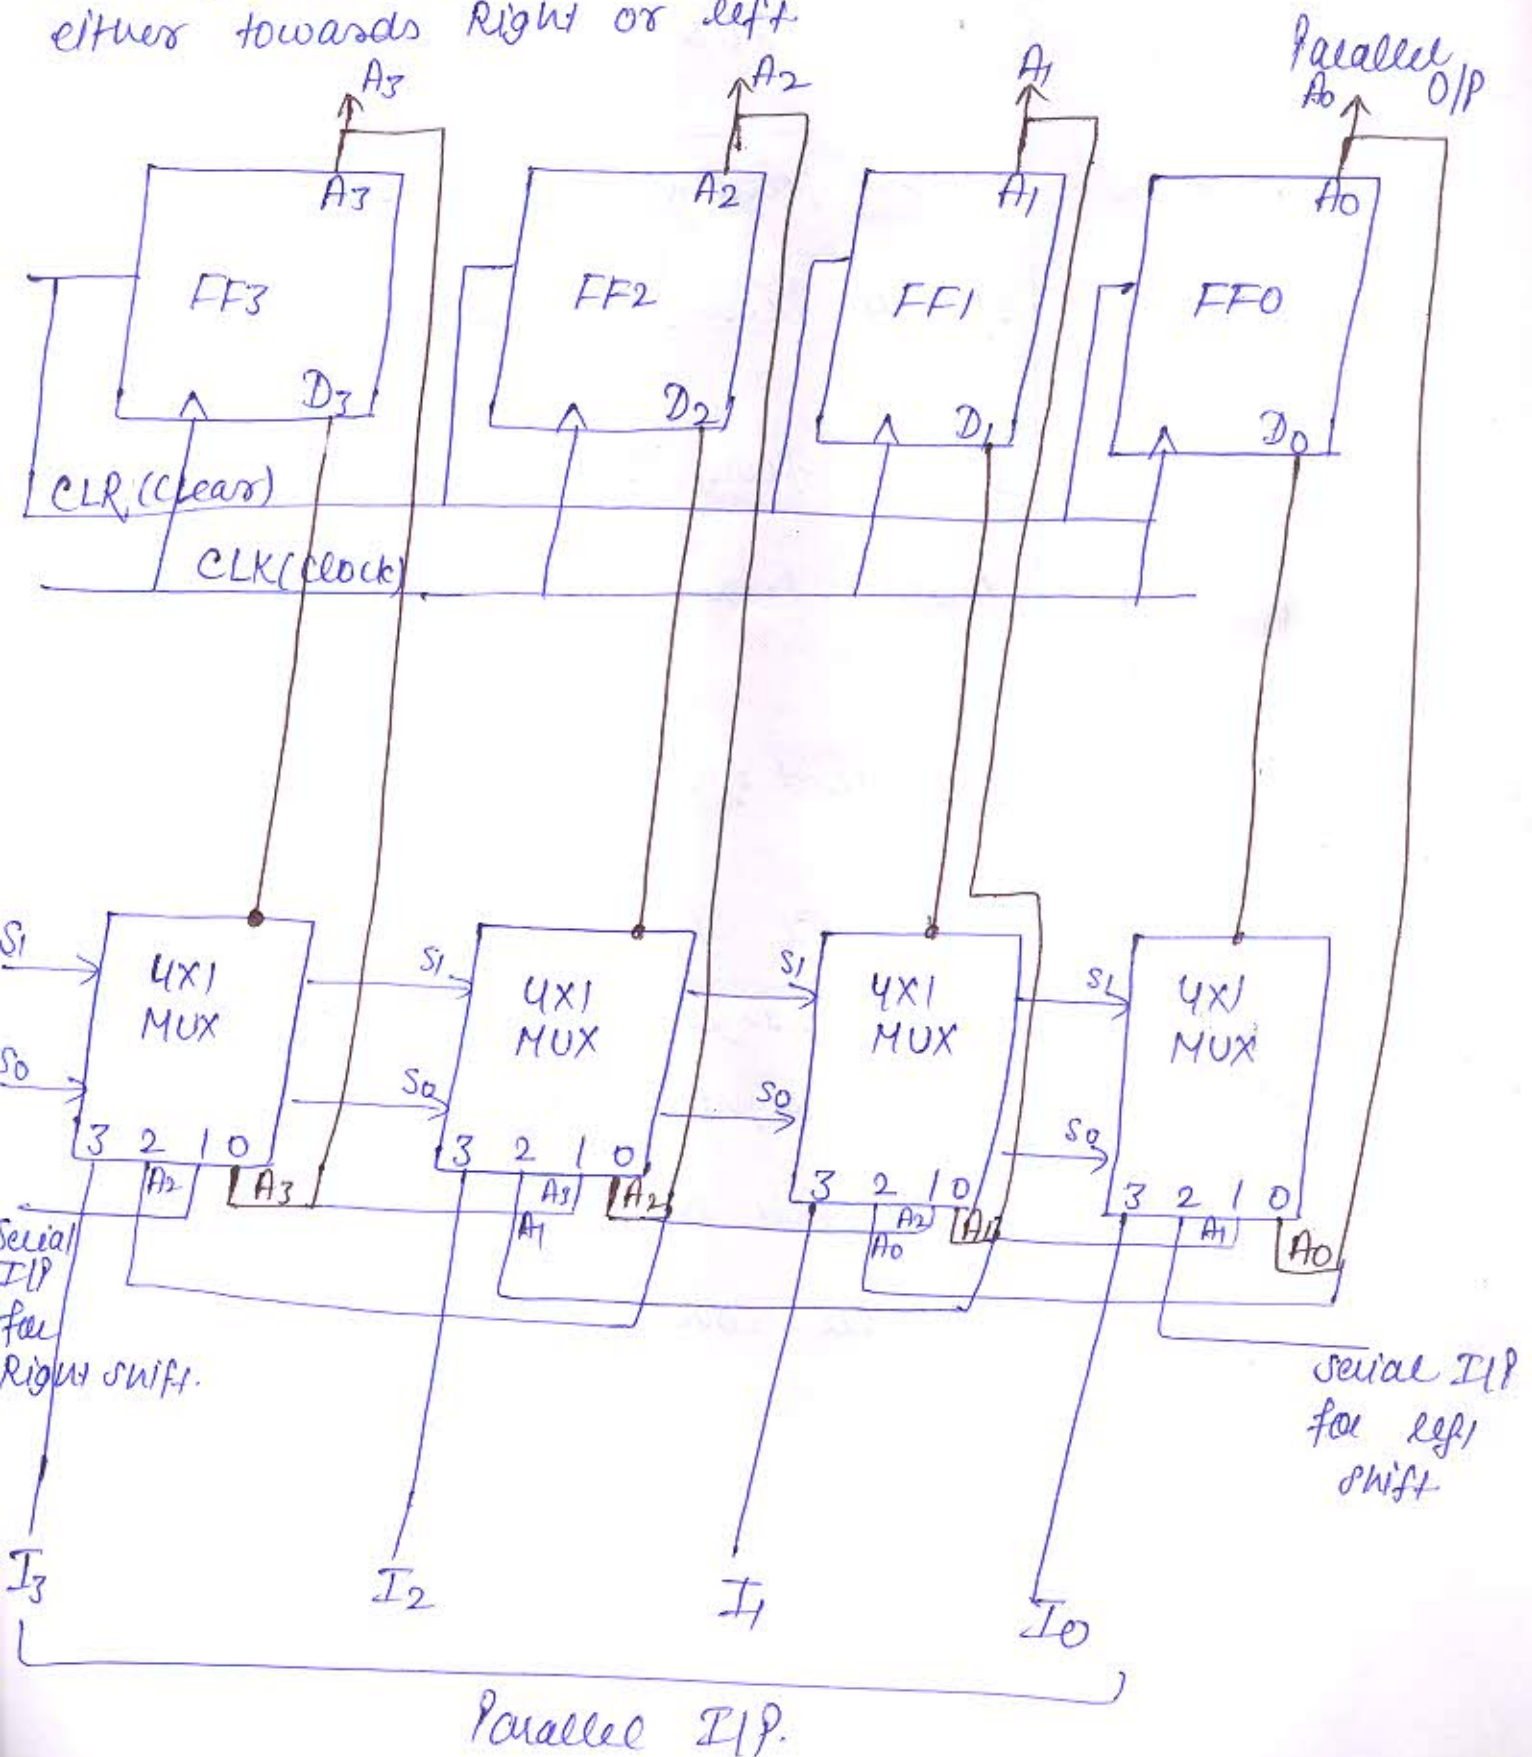 either towards Right or left
Parallel O/P
A3 A2 A1 A0
A3 A2 A1 A0
FF3 FF2 FF1 FF0
D3 D2 D1 D0
CLR (Clear)
CLK (Clock)
S1 S1 S1 S1
4X1 MUX 4X1 MUX 4X1 MUX 4X1 MUX
S0 S0 S0 S0
3 2 1 0 3 2 1 0 3 2 1 0 3 2 1 0
A2 A3 A3 A2 A2 A1 A1 A0
A1 A0
Serial
I/P
for
Right shift.
Serial I/P
for left
shift
I3 I2 I1 I0
Parallel I/P.